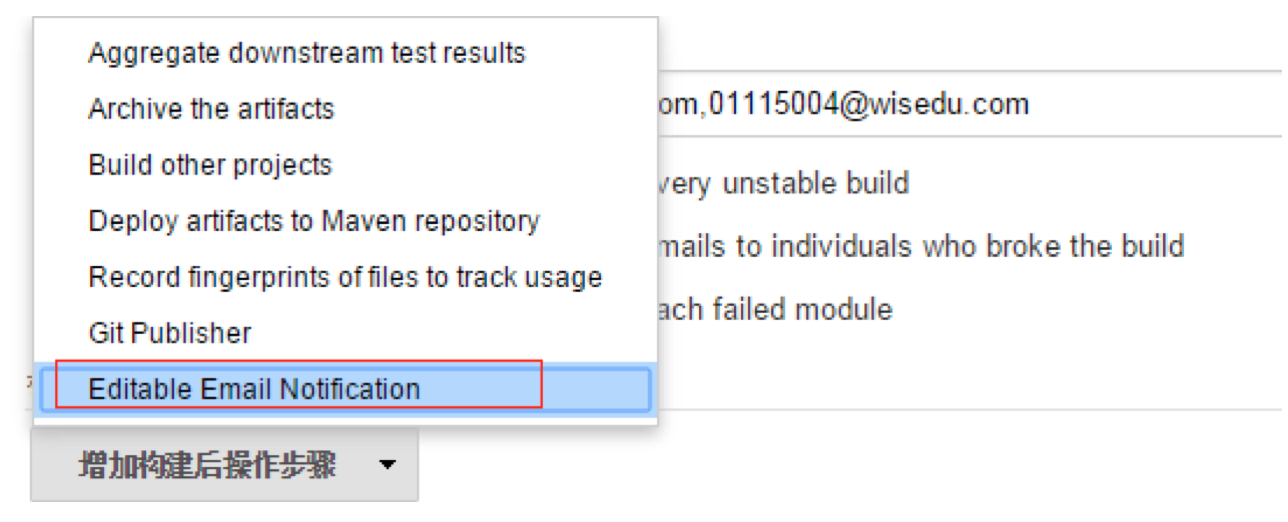 Aggregate downstream test results
Archive the artifacts
om,01115004@wisedu.com
Build other projects
very unstable build
Deploy artifacts to Maven repository
mails to individuals who broke the build
Record fingerprints of files to track usage
ach failed module
Git Publisher
Editable Email Notification
增加构建后操作步骤